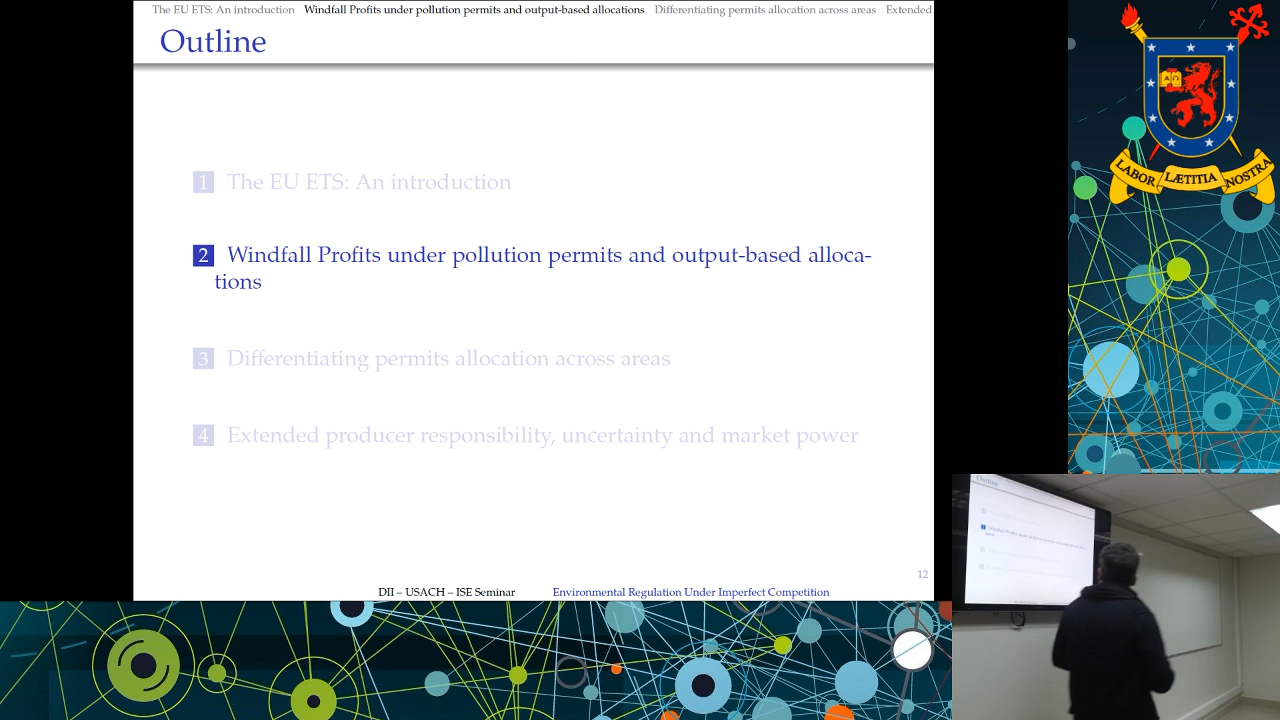 The EU ETS: An introduction Windfall Profits under pollution permits and output-based allocations Differentiating permits allocation across areas Extended
Outline
1 The EU ETS: An introduction
2 Windfall Profits under pollution permits and output-based alloca-
tions
3 Differentiating permits allocation across areas
4 Extended producer responsibility, uncertainty and market power
12
DII – USACH – ISE Seminar Environmental Regulation Under Imperfect Competition
LABOR LÆTITIA NOSTRA
Outline